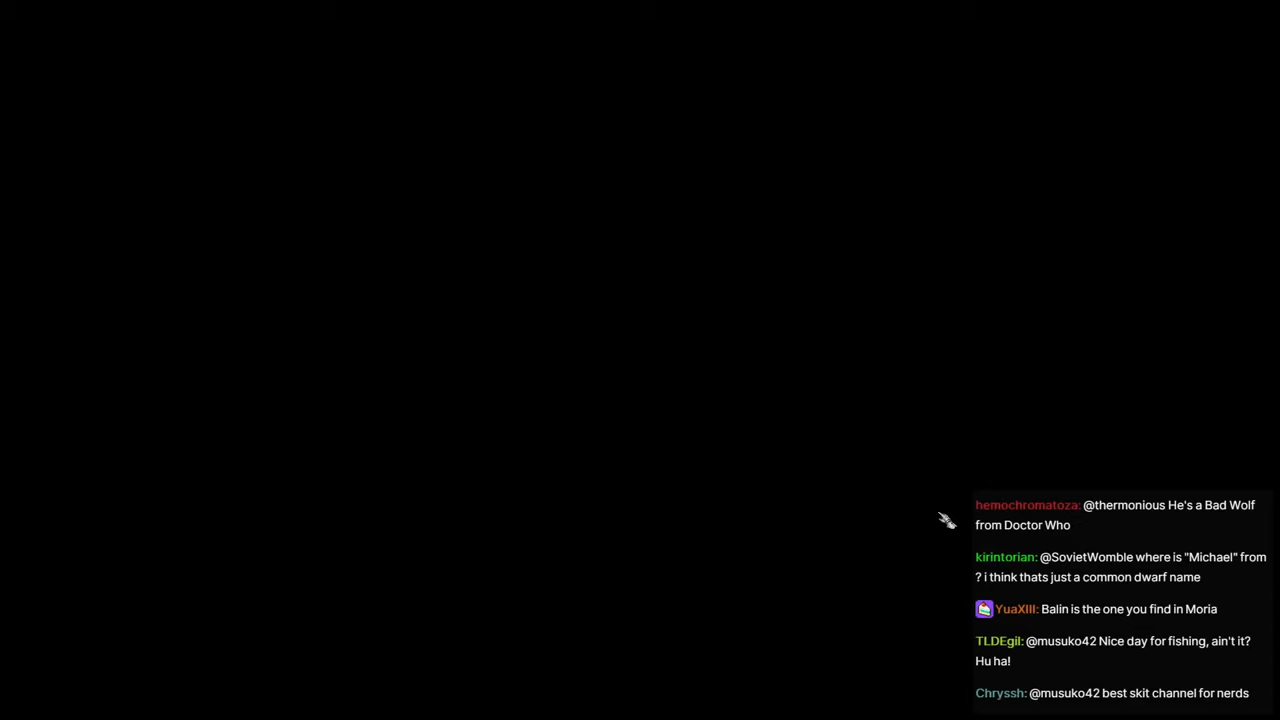 hemochromatoza: @thermonious He's a Bad Wolf
from Doctor Who
kirintorian: @SovietWomble where is "Michael" from
? i think thats just a common dwarf name
YuaXIII: Balin is the one you find in Moria
TLDEgil: @musuko42 Nice day for fishing, ain't it?
Hu ha!
Chryssh: @musuko42 best skit channel for nerds